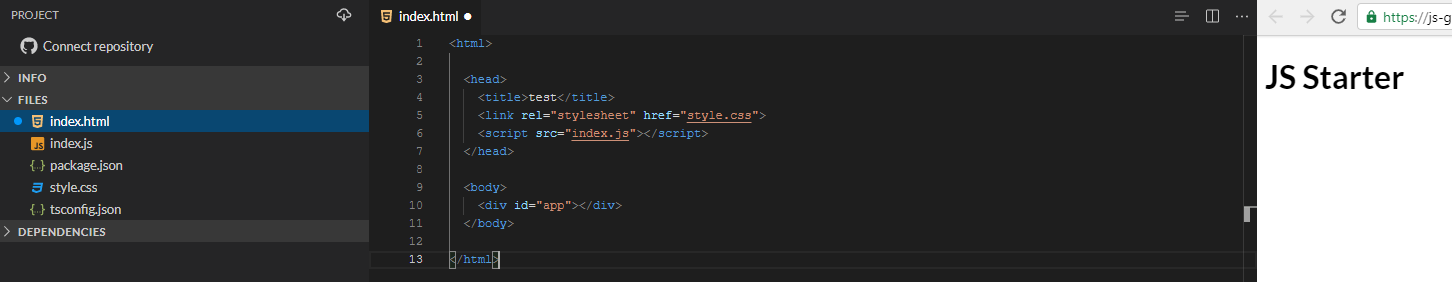 PROJECT
Connect repository
INFO
FILES
index.html
index.js
package.json
style.css
tsconfig.json
DEPENDENCIES
index.html
1 <html>
2
3 <head>
4 <title>test</title>
5 <link rel="stylesheet" href="style.css">
6 <script src="index.js"></script>
7 </head>
8
9 <body>
10 <div id="app"></div>
11 </body>
12
13 </html>
https://js-g
JS Starter